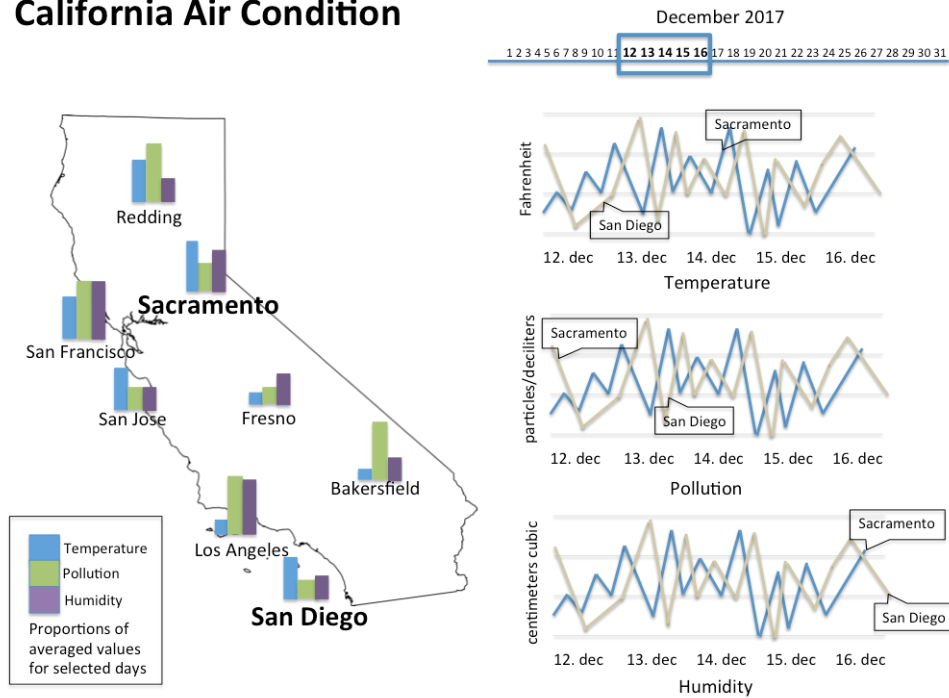 California Air Condition
December 2017
1 2 3 4 5 6 7 8 9 10 11 12 13 14 15 16 17 18 19 20 21 22 23 24 25 26 27 28 29 30 31
Redding
Sacramento
San Francisco
San Jose
Fresno
Bakersfield
Los Angeles
San Diego
Temperature
Pollution
Humidity
Proportions of
averaged values
for selected days
Fahrenheit
Sacramento
San Diego
12. dec 13. dec 14. dec 15. dec 16. dec
Temperature
particles/deciliters
Sacramento
San Diego
12. dec 13. dec 14. dec 15. dec 16. dec
Pollution
centimeters cubic
Sacramento
San Diego
12. dec 13. dec 14. dec 15. dec 16. dec
Humidity